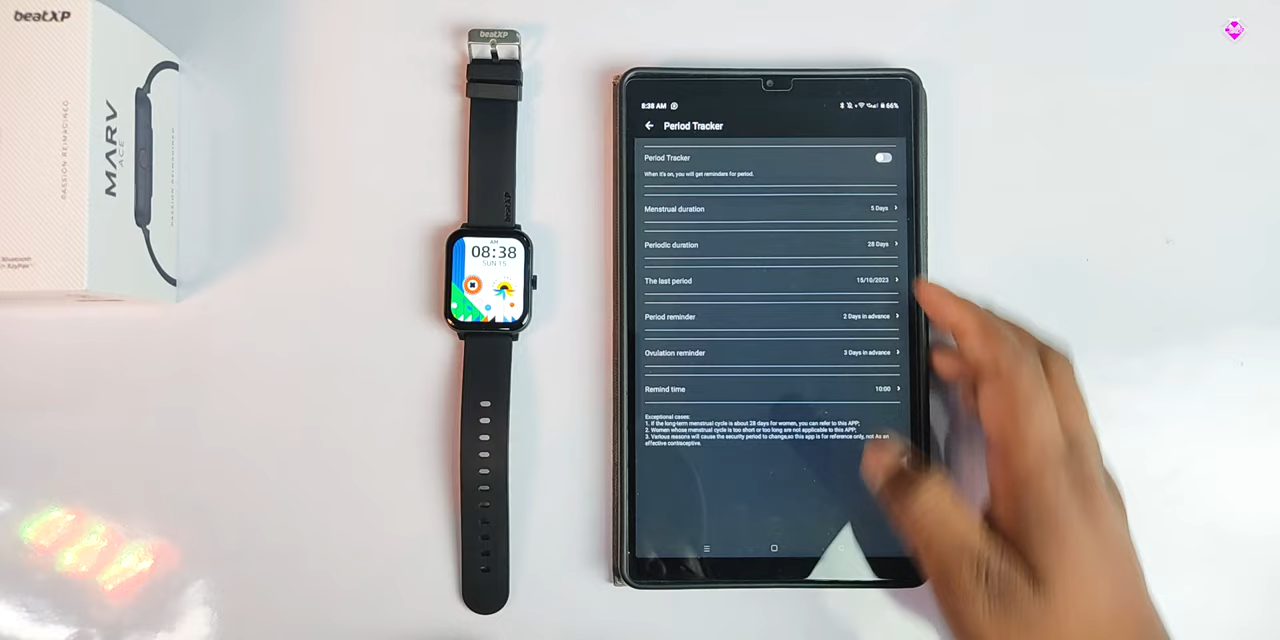 beatXP
PASSION REIMAGINED
MARV
ACE
PASSION REIMAGINED
Bluetooth
beatXP
beatXP
AM
08:38
SUN 15
8:38 AM
66%
Period Tracker
Period Tracker
When it's on, you will get reminders for period.
Menstrual duration 5 Days
Periodic duration 28 Days
The last period 15/10/2023
Period reminder 2 Days in advance
Ovulation reminder 3 Days in advance
Remind time 10:00
Exceptional cases:
1. If the long-term menstrual cycle is about 28 days for women, you can refer to this APP;
2. Women whose menstrual cycle is too short or too long are not applicable to this APP;
3. Various reasons will cause the security period to change,so this app is for reference only, not As an
effective contraceptive.